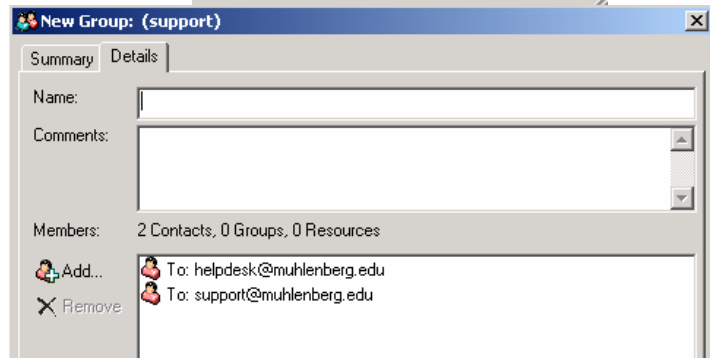 New Group: (support)
Summary Details
Name:
Comments:
Members: 2 Contacts, 0 Groups, 0 Resources
Add... To: helpdesk@muhlenberg.edu
Remove To: support@muhlenberg.edu